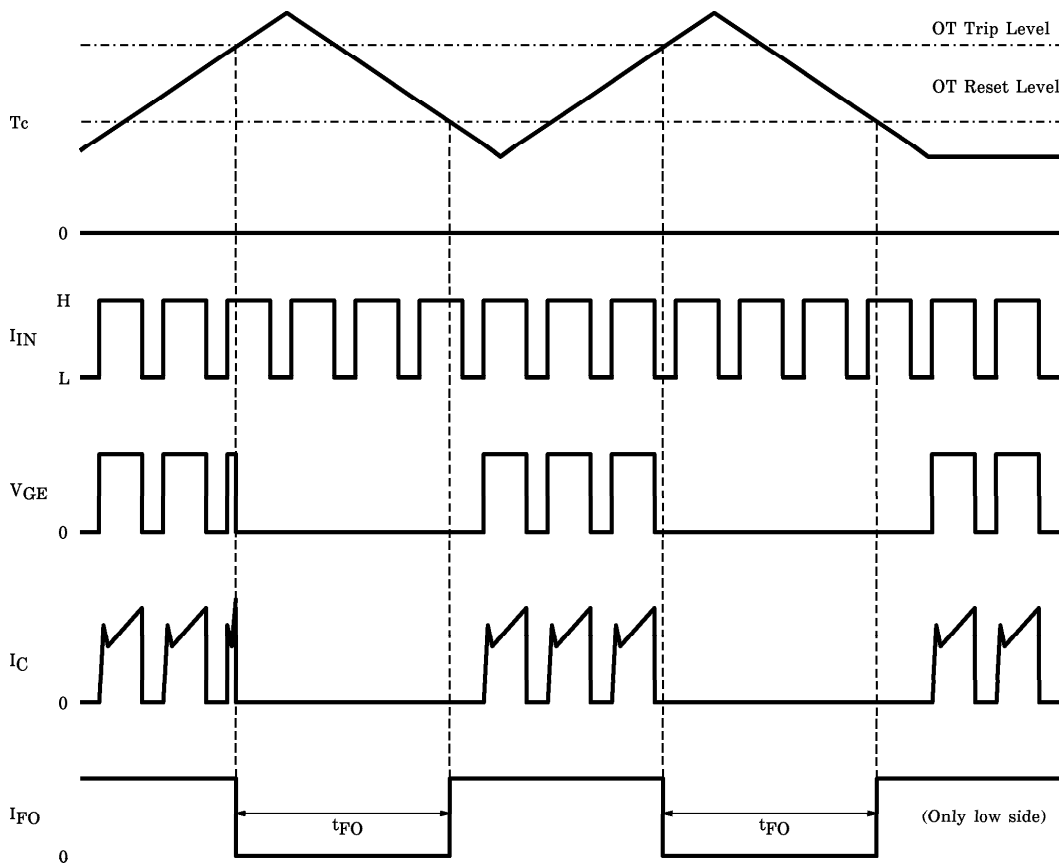 OT Trip Level
OT Reset Level
Tc
0
H
IIN
L
VGE
0
IC
0
IFO
tFO
tFO
(Only low side)
0